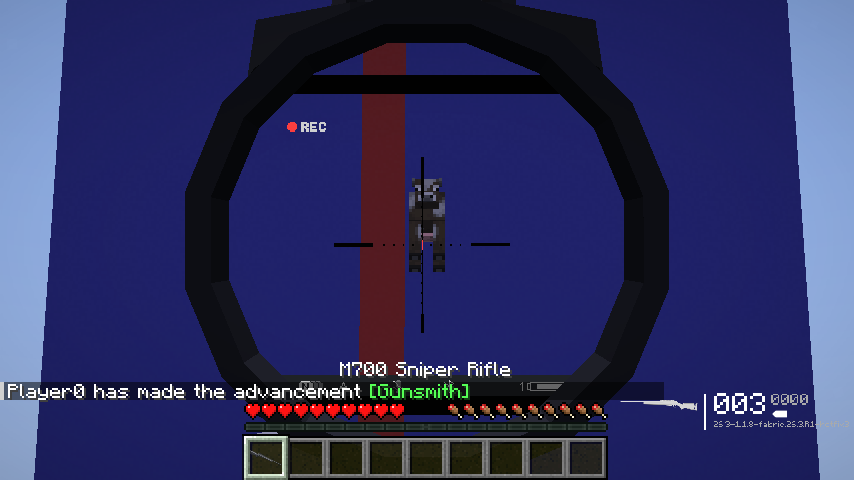 REC
M700 Sniper Rifle
Player0 has made the advancement [Gunsmith]
003 0000